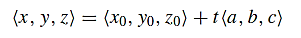 ⟨x, y, z⟩ = ⟨x₀, y₀, z₀⟩ + t⟨a, b, c⟩